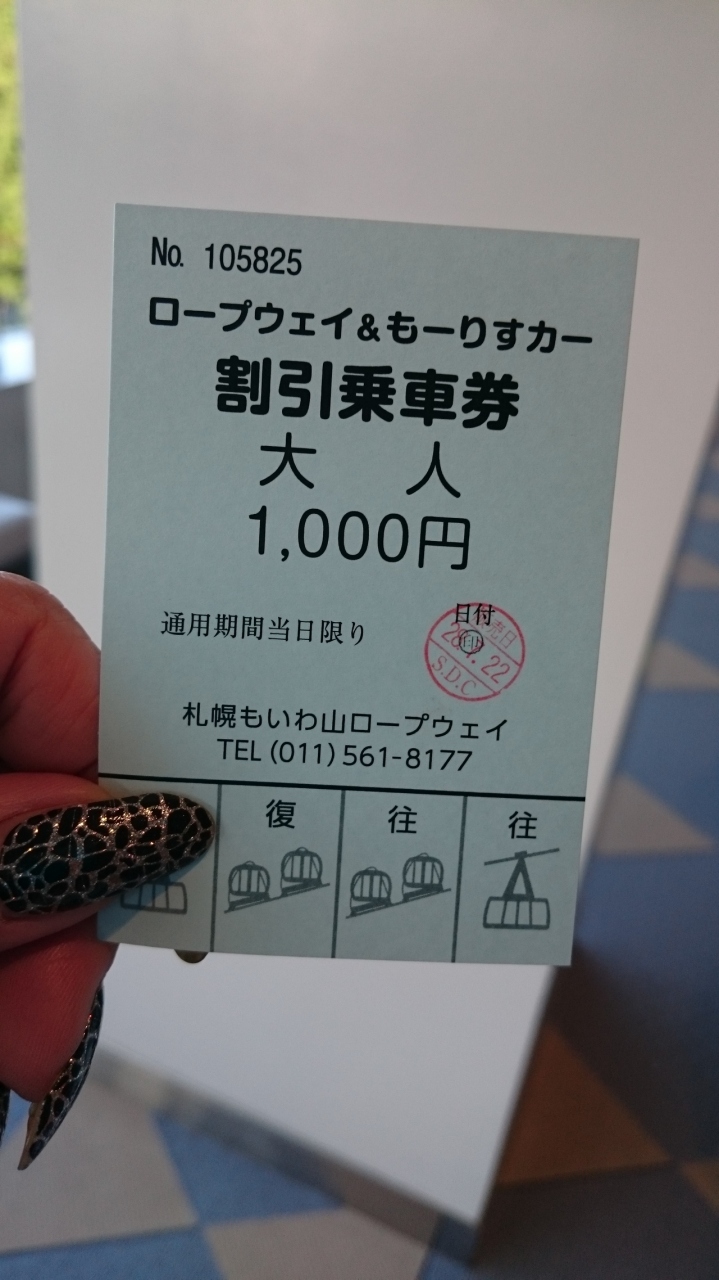 No. 105825
ロープウェイ&もーりすカー
割引乗車券
大 人
1,000円
通用期間当日限り
日付
印
S.D.C
札幌もいわ山ロープウェイ
TEL (011) 561-8177
復 往 往